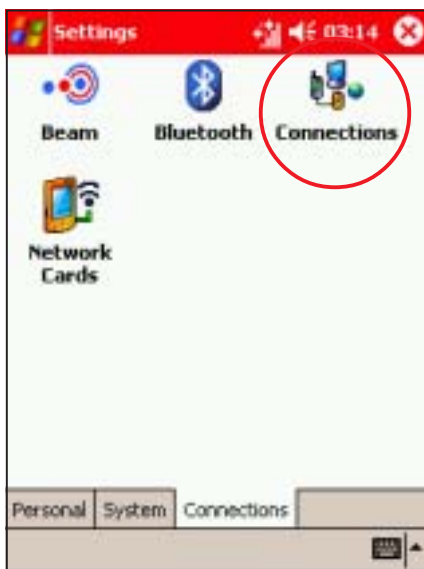 Settings 03:14
Beam Bluetooth Connections
Network
Cards
Personal System Connections